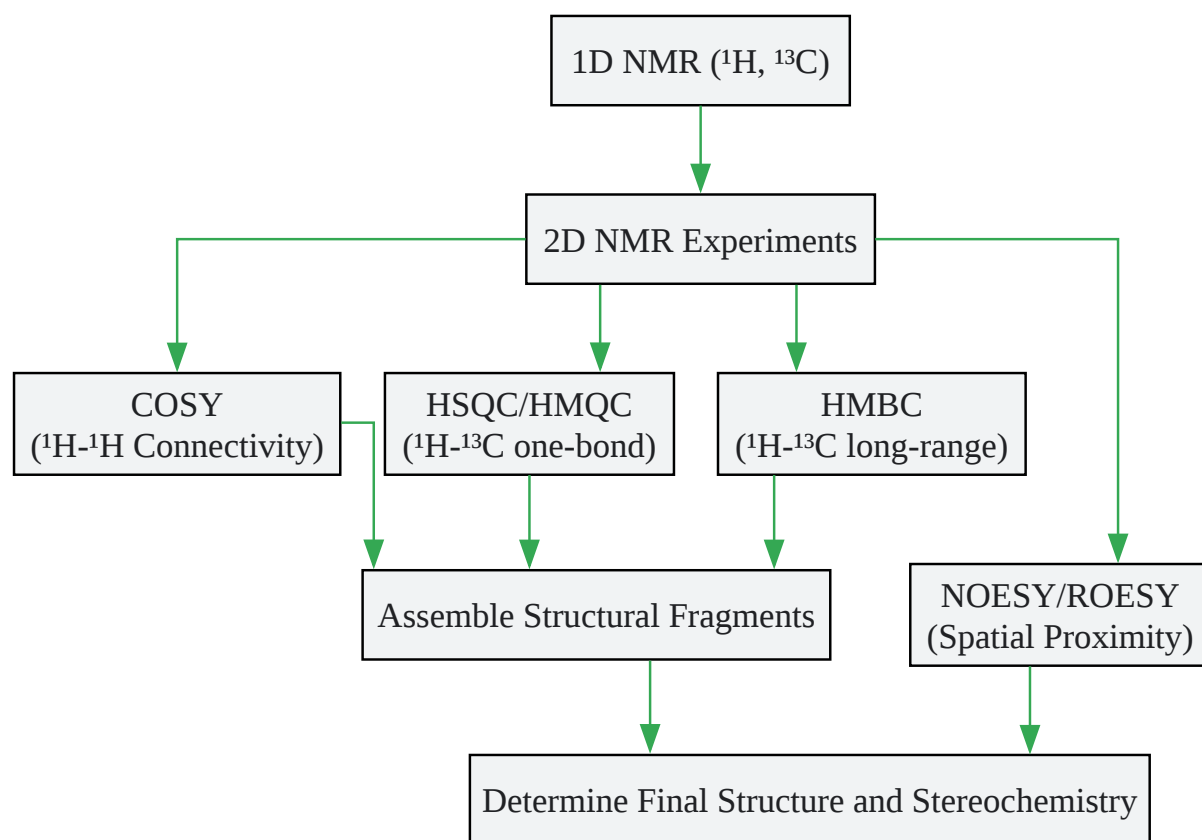 1D NMR (¹H, ¹³C)
2D NMR Experiments
COSY
(¹H-¹H Connectivity)
HSQC/HMQC
(¹H-¹³C one-bond)
HMBC
(¹H-¹³C long-range)
NOESY/ROESY
(Spatial Proximity)
Assemble Structural Fragments
Determine Final Structure and Stereochemistry